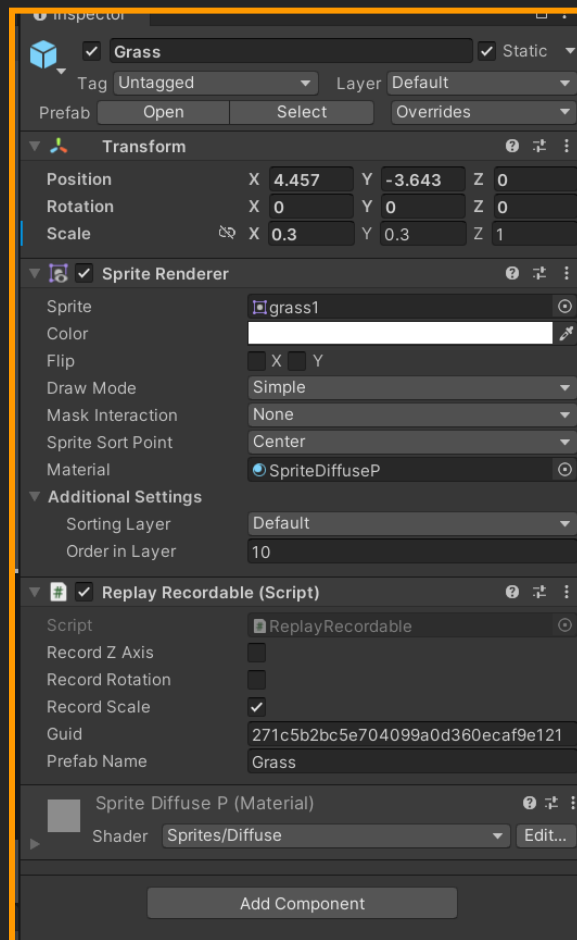 Inspector
Grass Static
Tag Untagged Layer Default
Prefab Open Select Overrides
Transform
Position X 4.457 Y -3.643 Z 0
Rotation X 0 Y 0 Z 0
Scale X 0.3 Y 0.3 Z 1
Sprite Renderer
Sprite grass1
Color
Flip X Y
Draw Mode Simple
Mask Interaction None
Sprite Sort Point Center
Material SpriteDiffuseP
Additional Settings
Sorting Layer Default
Order in Layer 10
# Replay Recordable (Script)
Script # ReplayRecordable
Record Z Axis
Record Rotation
Record Scale
Guid 271c5b2bc5e704099a0d360ecaf9e121
Prefab Name Grass
Sprite Diffuse P (Material)
Shader Sprites/Diffuse Edit...
Add Component